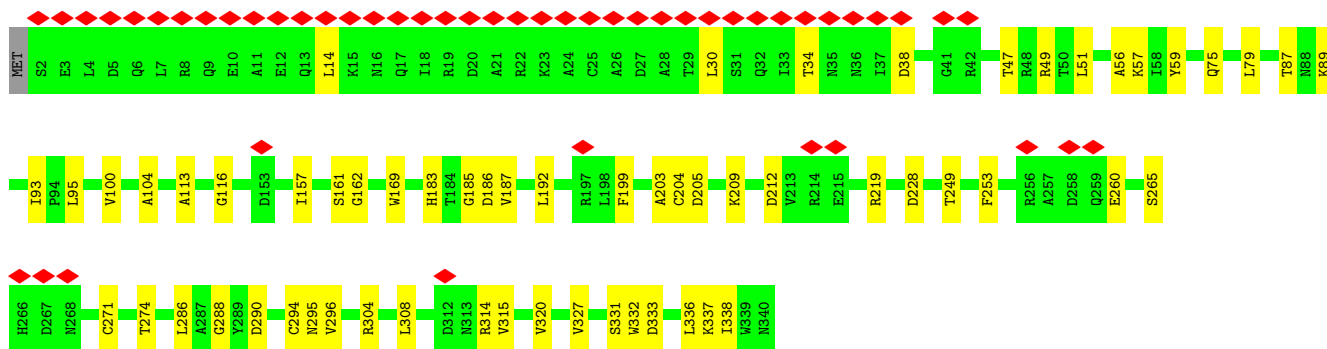 MET S2 E3 L4 D5 Q6 L7 R8 Q9 E10 A11 E12 Q13 L14 K15 N16 Q17 I18 R19 D20 A21 R22 K23 A24 C25 A26 D27 A28 T29 L30 S31 Q32 I33 T34 N35 N36 I37 D38 G41 R42 T47 R48 R49 T50 L51 A56 K57 I58 Y59 Q75 L79 T87 N88 K89
I93 P94 L95 V100 A104 A113 G116 D153 I157 S161 G162 W169 H183 T184 G185 D186 V187 L192 R197 L198 F199 A203 C204 D205 K209 D212 V213 R214 E215 R219 D228 T249 F253 R256 A257 D258 Q259 E260 S265
H266 D267 N268 C271 T274 L286 A287 G288 Y289 D290 C294 N295 V296 R304 L308 D312 N313 R314 V315 V320 V327 S331 W332 D333 L336 K337 I338 W339 N340